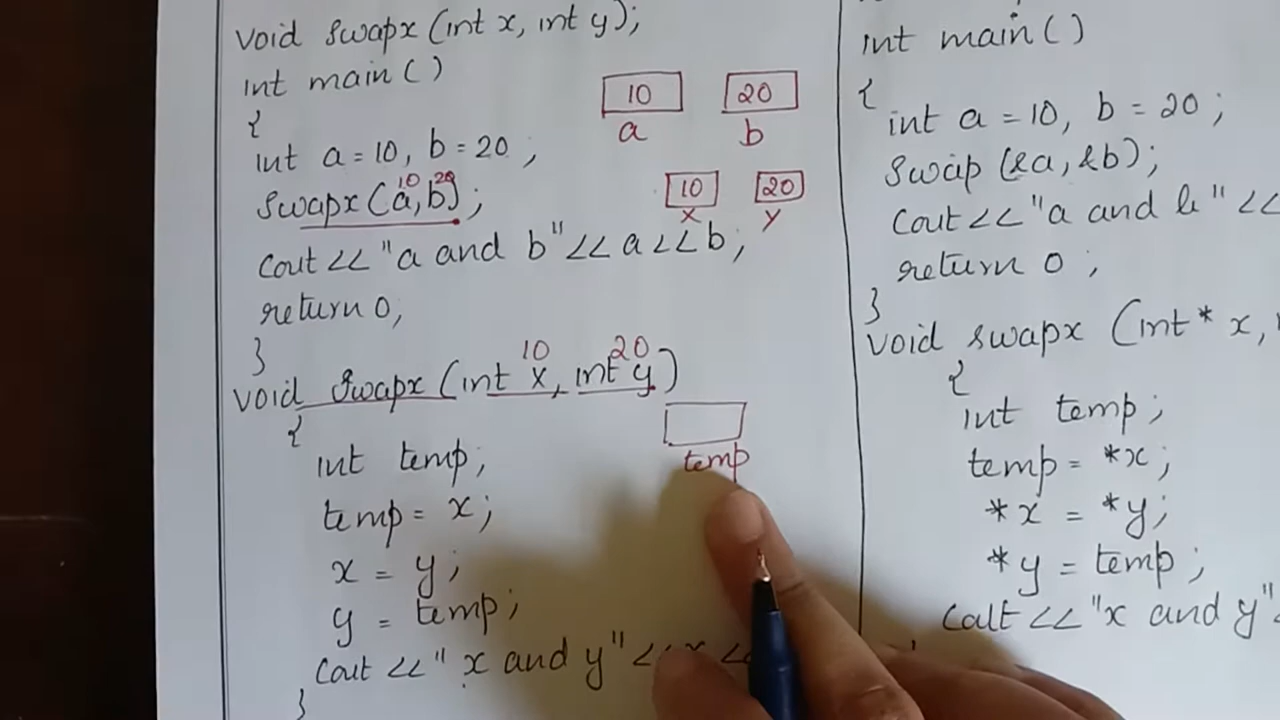 void swapx (int x, int y);
int main ( )
{
int a = 10, b = 20 ;
10 20
swapx (a, b) ;
cout << "a and b" << a << b ;
return 0;
}
10 20
void swapx (int x, int y)
{
int temp;
temp = x ;
x = y ;
y = temp;
cout << " x and y" << x <<
}
10 20
a b
10 20
x y
temp
int main ( )
{
int a = 10, b = 20 ;
swap (&a, &b) ;
cout << "a and b" <<
return 0 ;
}
void swapx (int * x,
{
int temp ;
temp = *x ;
* x = *y;
*y = temp ;
calt << "x and y"